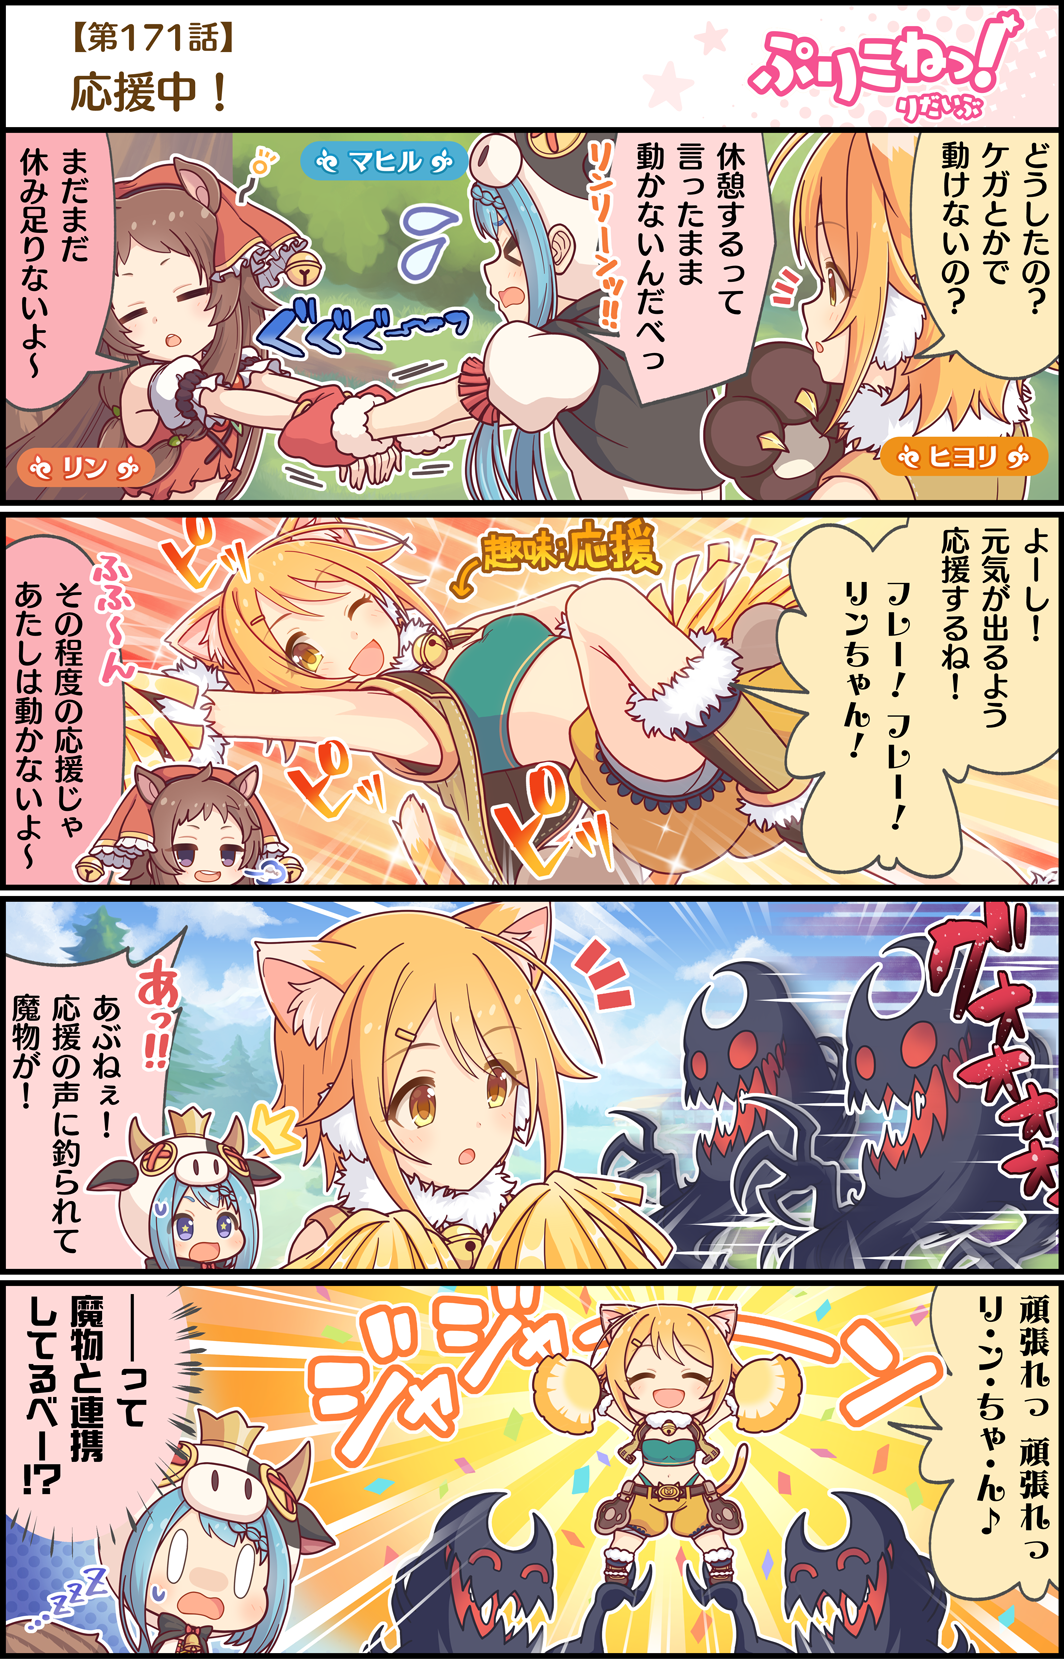 【第171話】
応援中！
ぷりこねっ！
りだいぶ
どうしたの？
ケガとかで
動けないの？
ヒヨリ
休憩するって
言ったまま
動かないんだべっ
リンリーンッ!!!
マヒル
ぐぐぐ〜〜っ
まだまだ
休み足りないよ〜
リン
よーし！
元気が出るよう
応援するね！
フレー！フレー！
リンちゃん！
趣味：応援
ピッ
ピッ
ピッ
ふふ〜ん
その程度の応援じゃ
あたしは動かないよ〜
グオオオオオ
あっ!!
あぶねぇ！
応援の声に釣られて
魔物が！
頑張れっ 頑張れっ
リ・ン・ちゃ・ん♪
ジャジャーーン
――って
魔物と連携
してるべー!?
…zzZ